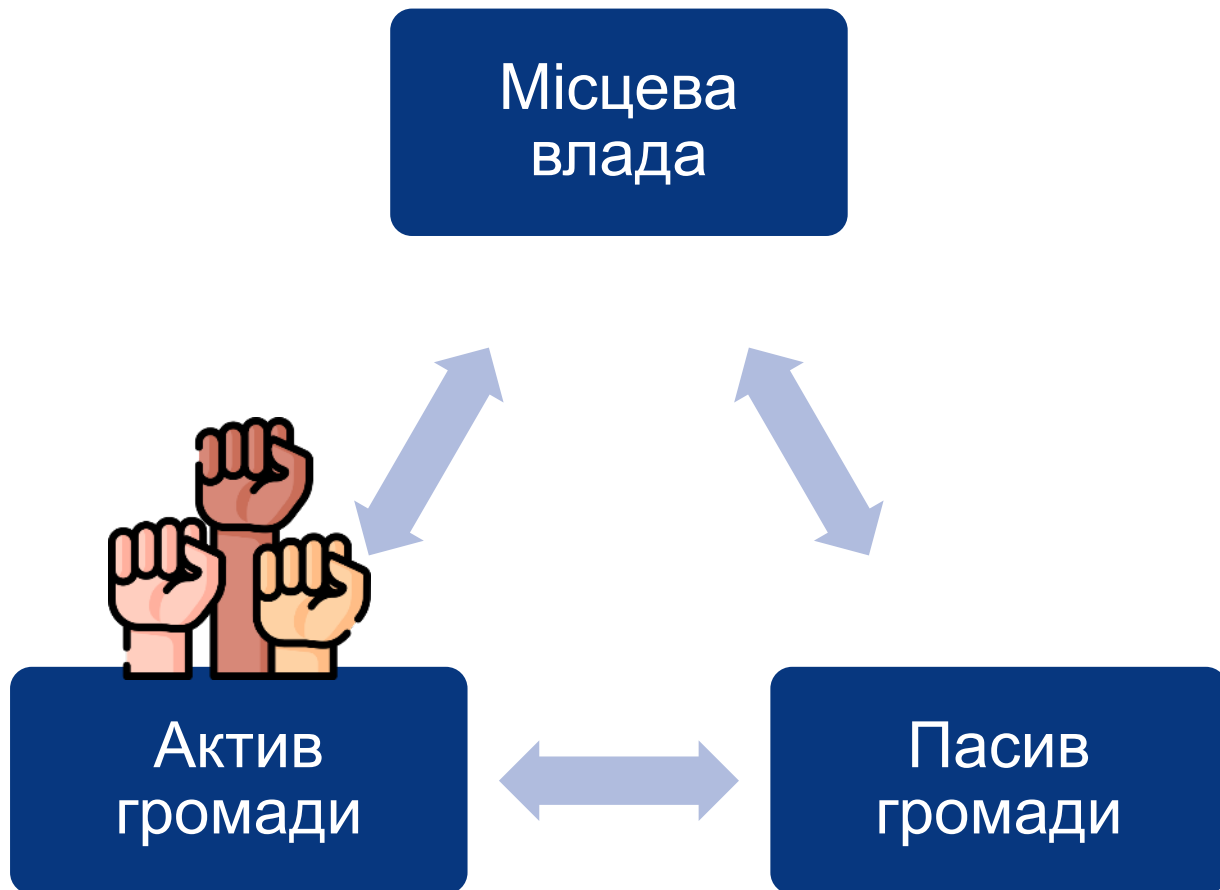 Місцева
влада
Актив
громади
Пасив
громади